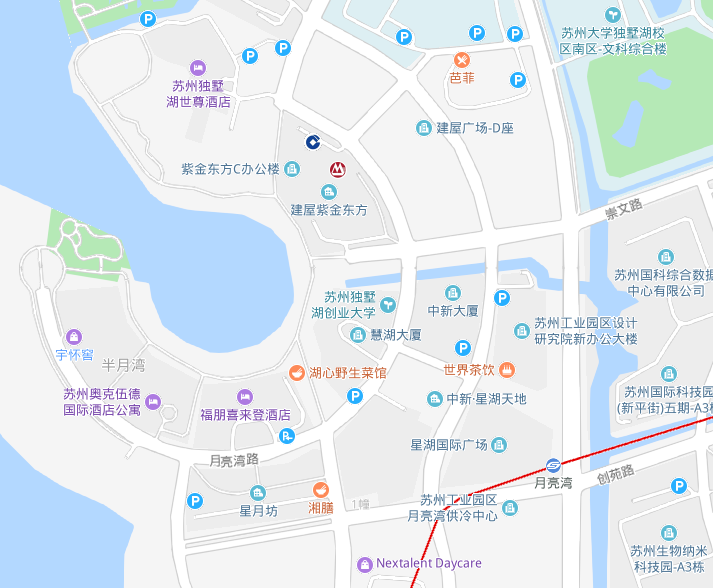 苏州大学独墅湖校
区南区-文科综合楼
P
P
P
P
P
P
苏州独墅
湖世尊酒店
芭菲
P
建屋广场-D座
紫金东方C办公楼
建屋紫金东方
崇文路
苏州国科综合数据
中心有限公司
苏州独墅
湖创业大学
中新大厦
P
慧湖大厦
苏州工业园区设计
研究院新办公大楼
宇怀窖
半月湾
P
湖心野生菜馆
世界茶饮
苏州国际科技园
(新平街)五期-A3栋
苏州奥克伍德
国际酒店公寓
福朋喜来登酒店
P
中新·星湖天地
P
星湖国际广场
月亮湾路
月亮湾
创苑路
P
星月坊
湘膳
1幢
苏州工业园区
月亮湾供冷中心
P
苏州生物纳米
科技园-A3栋
Nextalent Daycare